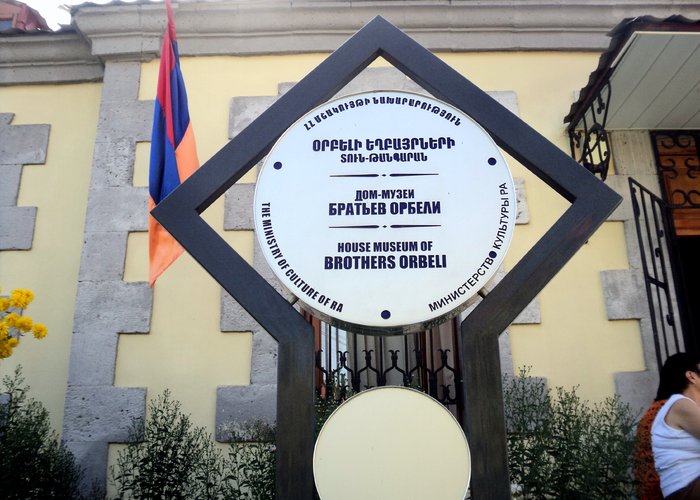 ՀՀ ՄՇԱԿՈՒՅԹԻ ՆԱԽԱՐԱՐՈՒԹՅՈՒՆ
ՕՐԲԵԼԻ ԵՂԲԱՅՐՆԵՐԻ
ՏՈՒՆ-ԹԱՆԳԱՐԱՆ
ДОМ-МУЗЕЙ
БРАТЬЕВ ОРБЕЛИ
HOUSE MUSEUM OF
BROTHERS ORBELI
THE MINISTRY OF CULTURE OF RA
МИНИСТЕРСТВО КУЛЬТУРЫ РА